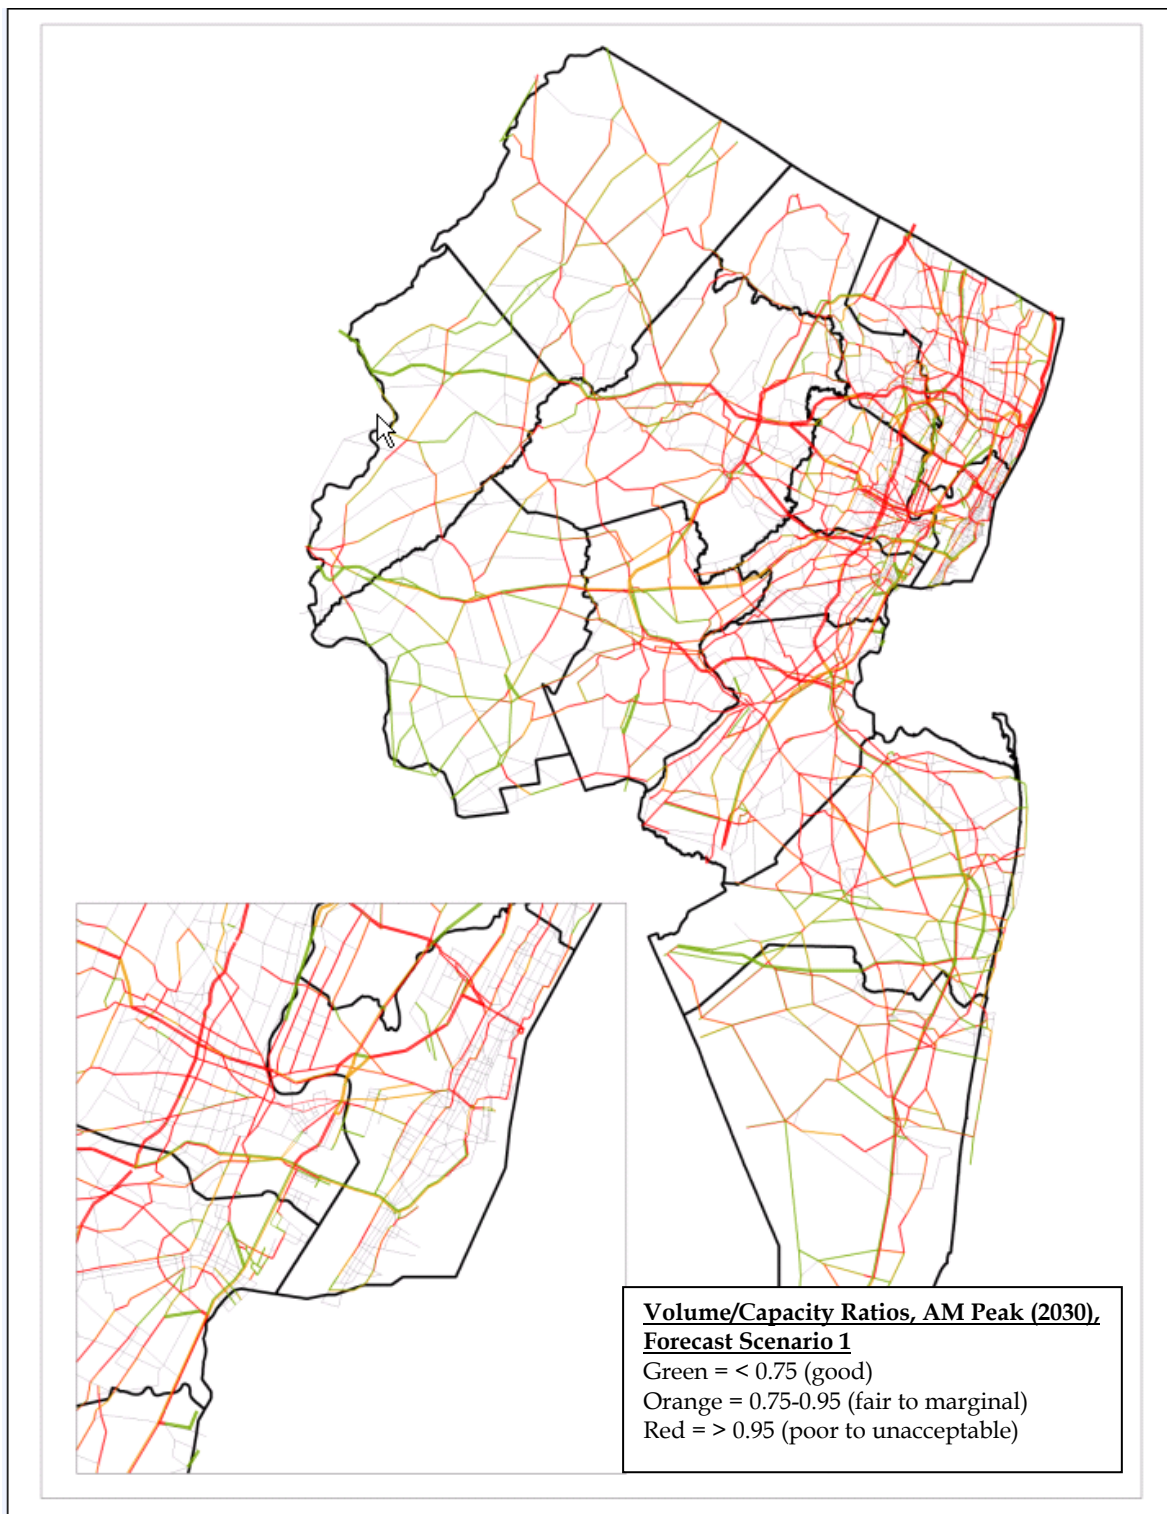 Volume/Capacity Ratios, AM Peak (2030),
Forecast Scenario 1
Green = < 0.75 (good)
Orange = 0.75-0.95 (fair to marginal)
Red = > 0.95 (poor to unacceptable)